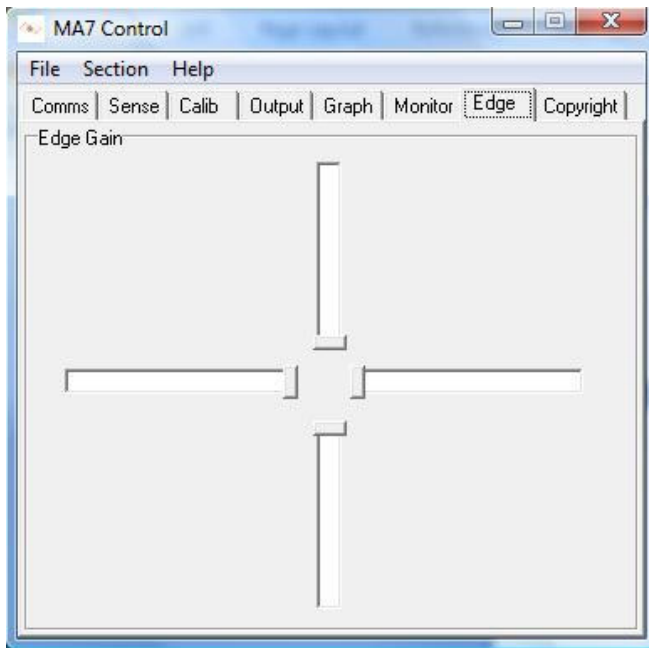 MA7 Control
File Section Help
Comms Sense Calib Output Graph Monitor Edge Copyright
Edge Gain